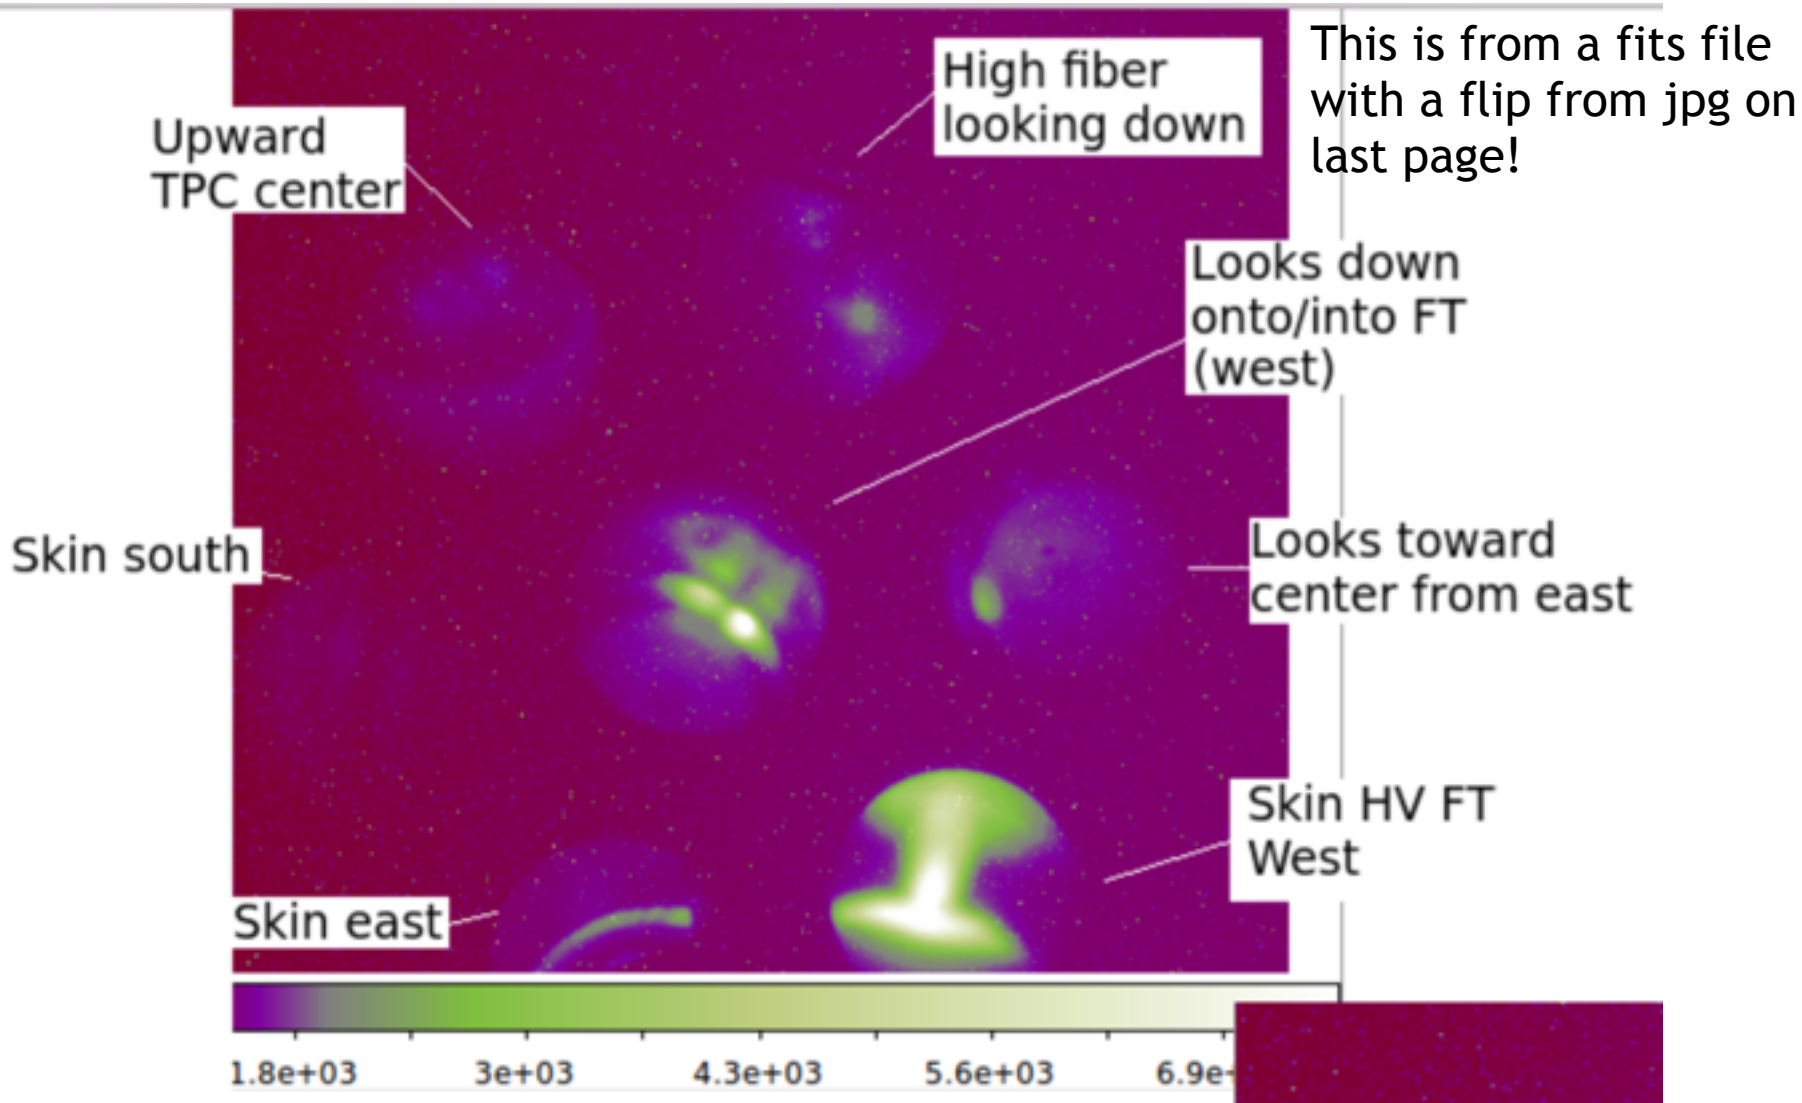 This is from a fits file
with a flip from jpg on
last page!
High fiber
looking down
Upward
TPC center
Looks down
onto/into FT
(west)
Skin south
Looks toward
center from east
Skin HV FT
West
Skin east
1.8e+03 3e+03 4.3e+03 5.6e+03